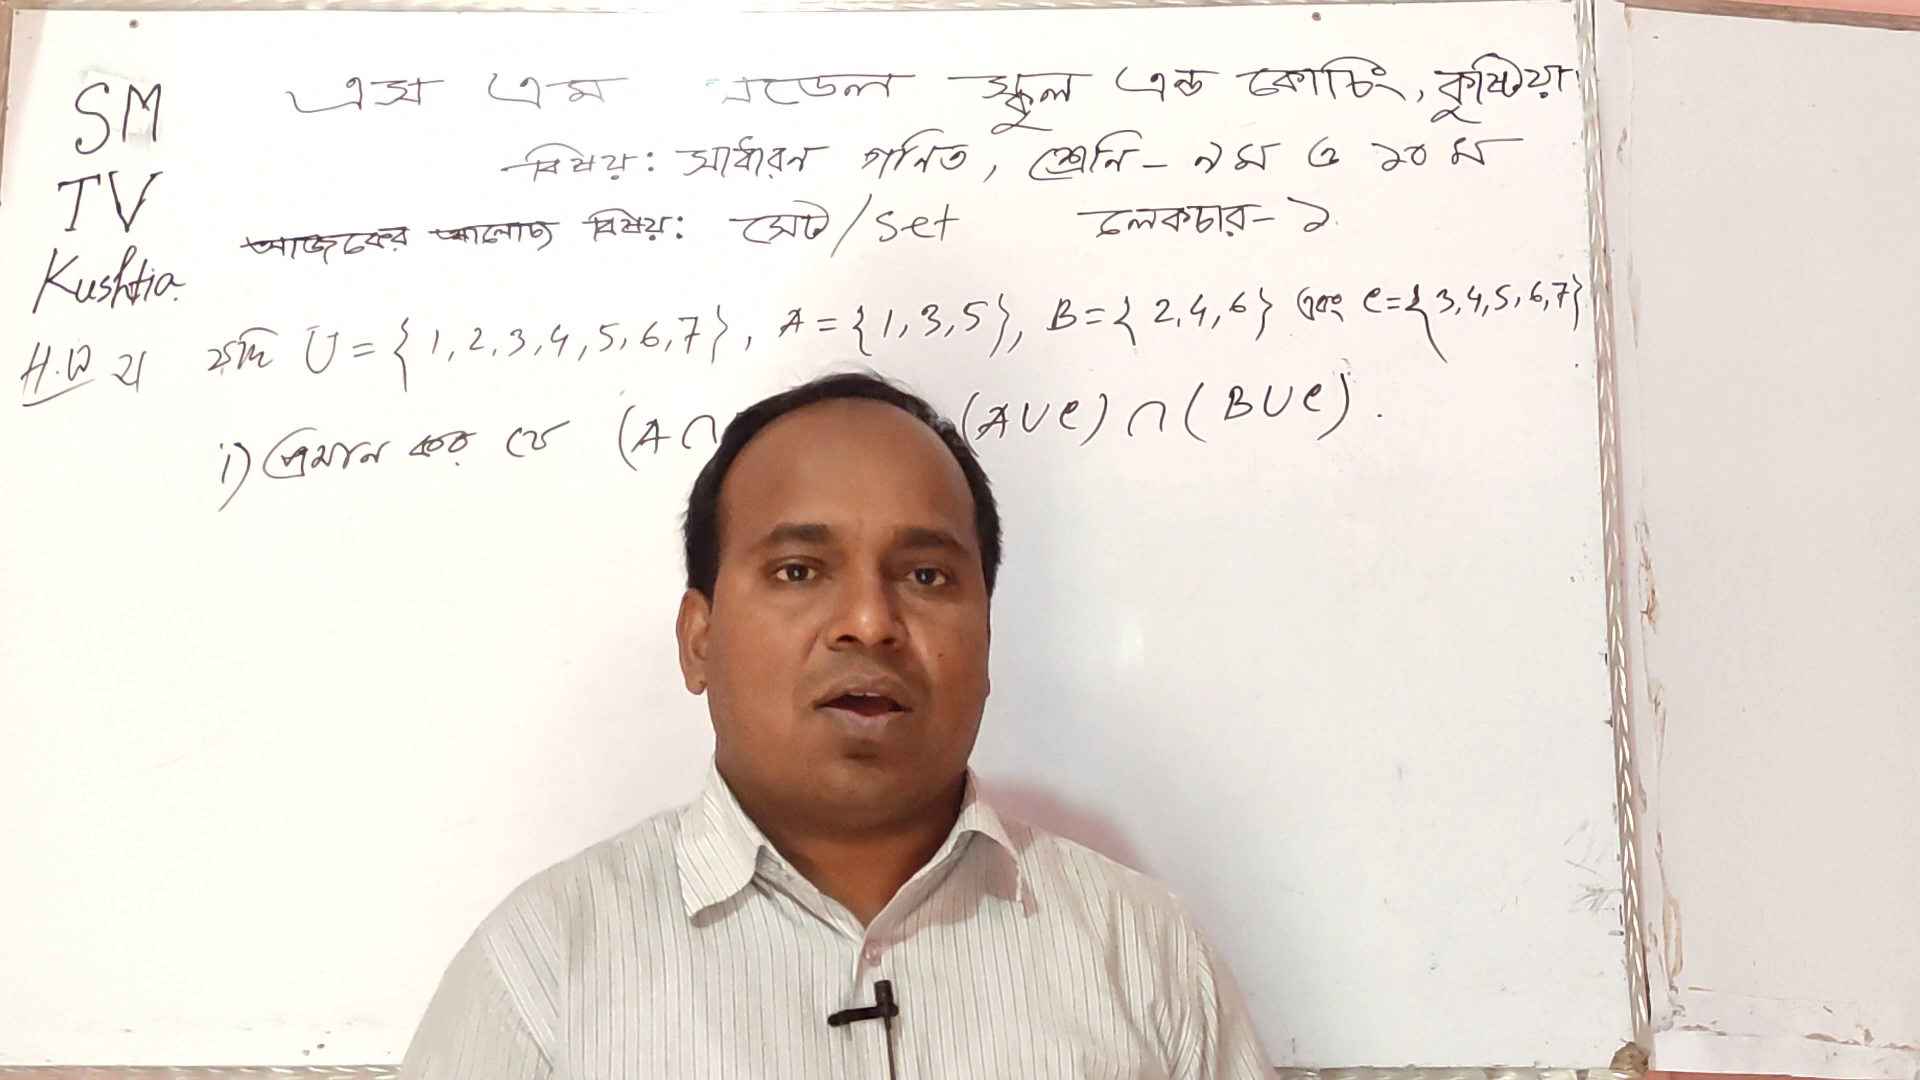 SM
TV
Kushtia.
এস এম মডেল স্কুল এন্ড কোচিং, কুষ্টিয়া
বিষয়: সাধারন গনিত, শ্রেনি- ৯ম ও ১০ম
আজকের আলোচ্য বিষয়: সেট/set লেকচার- ১
H.W ২। যদি U = {1,2,3,4,5,6,7}, A = {1,3,5}, B = {2,4,6} এবং C = {3,4,5,6,7}
i) প্রমান কর যে (A∩ (A∪C)∩(B∪C).